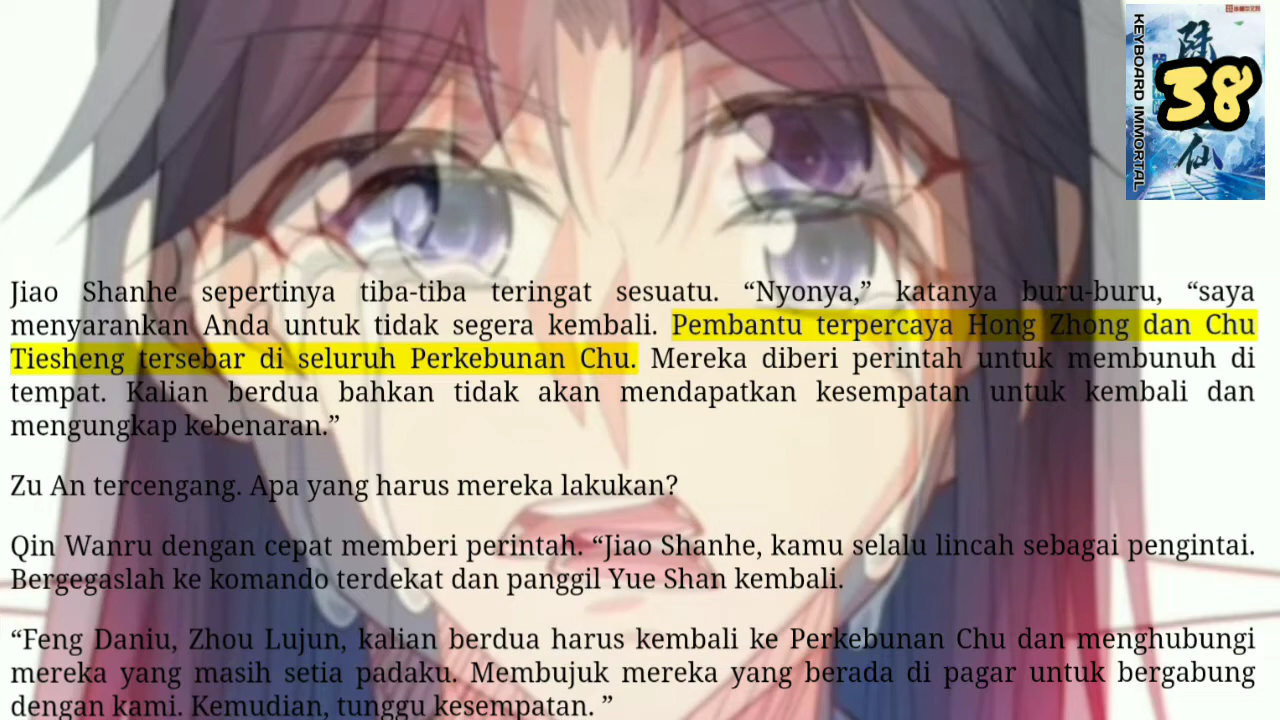 KEYBOARD IMMORTAL
陸
仙
38
Jiao Shanhe sepertinya tiba-tiba teringat sesuatu. “Nyonya,” katanya buru-buru, “saya
menyarankan Anda untuk tidak segera kembali. Pembantu terpercaya Hong Zhong dan Chu
Tiesheng tersebar di seluruh Perkebunan Chu. Mereka diberi perintah untuk membunuh di
tempat. Kalian berdua bahkan tidak akan mendapatkan kesempatan untuk kembali dan
mengungkap kebenaran.”
Zu An tercengang. Apa yang harus mereka lakukan?
Qin Wanru dengan cepat memberi perintah. “Jiao Shanhe, kamu selalu lincah sebagai pengintai.
Bergegaslah ke komando terdekat dan panggil Yue Shan kembali.
“Feng Daniu, Zhou Lujun, kalian berdua harus kembali ke Perkebunan Chu dan menghubungi
mereka yang masih setia padaku. Membujuk mereka yang berada di pagar untuk bergabung
dengan kami. Kemudian, tunggu kesempatan. ”